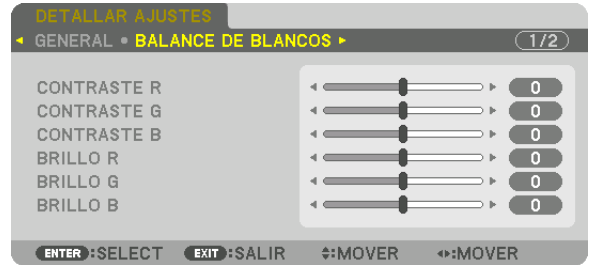 DETALLAR AJUSTES
GENERAL • BALANCE DE BLANCOS 1/2
CONTRASTE R 0
CONTRASTE G 0
CONTRASTE B 0
BRILLO R 0
BRILLO G 0
BRILLO B 0
ENTER:SELECT EXIT:SALIR :MOVER :MOVER